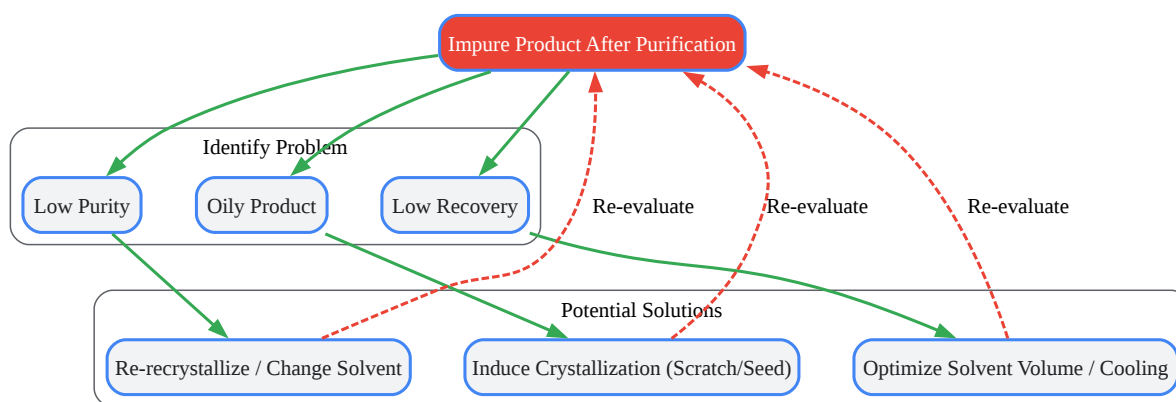 Impure Product After Purification
Identify Problem
Low Purity
Oily Product
Low Recovery
Re-evaluate
Re-evaluate
Re-evaluate
Potential Solutions
Re-recrystallize / Change Solvent
Induce Crystallization (Scratch/Seed)
Optimize Solvent Volume / Cooling